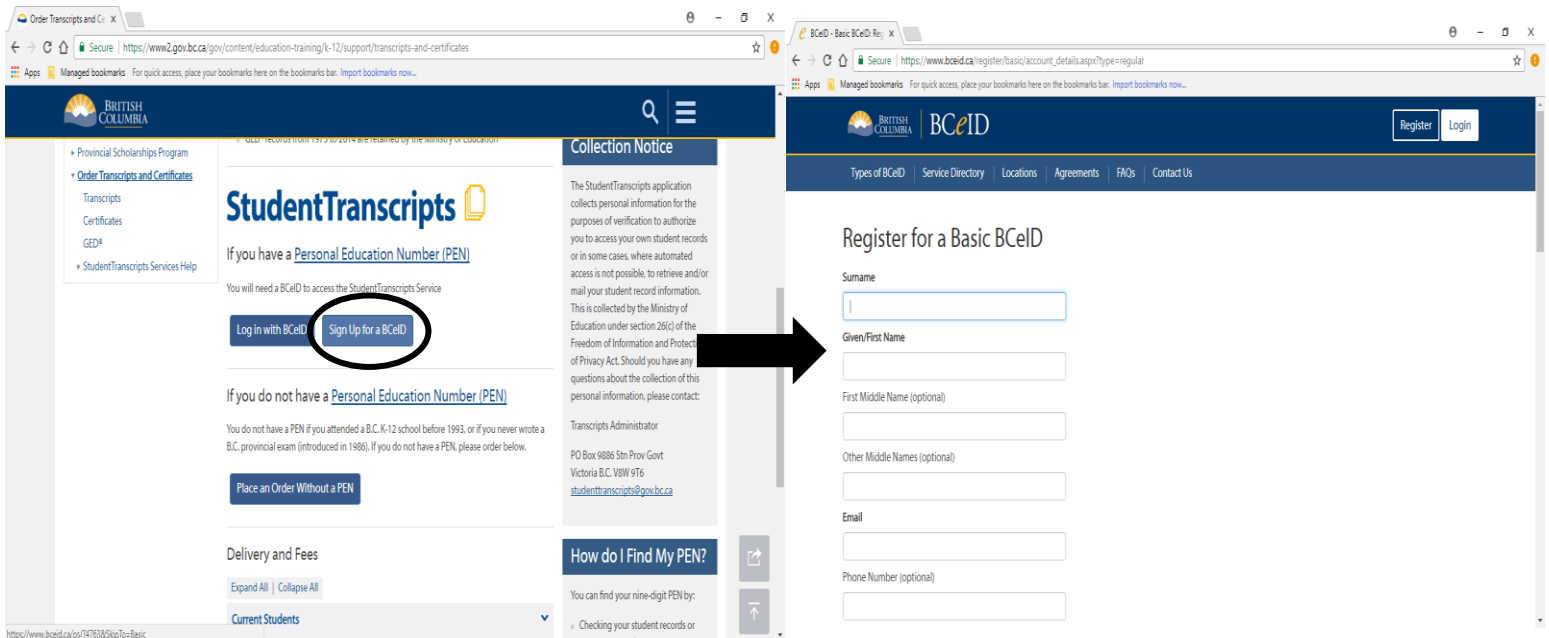 Order Transcripts and Ce
Secure | https://www2.gov.bc.ca/gov/content/education-training/k-12/support/transcripts-and-certificates
Apps Managed bookmarks For quick access, place your bookmarks here on the bookmarks bar. Import bookmarks now...
BRITISH
COLUMBIA
Provincial Scholarships Program
Order Transcripts and Certificates
Transcripts
Certificates
GED®
StudentTranscripts Services Help
GED records from 1973 to 2014 are retained by the Ministry of Education
StudentTranscripts
If you have a Personal Education Number (PEN)
You will need a BCeID to access the StudentTranscripts Service
Log in with BCeID
Sign Up for a BCeID
If you do not have a Personal Education Number (PEN)
You do not have a PEN if you attended a B.C. K-12 school before 1993, or if you never wrote a
B.C. provincial exam (introduced in 1986). If you do not have a PEN, please order below.
Place an Order Without a PEN
Delivery and Fees
Expand All | Collapse All
Current Students
Collection Notice
The StudentTranscripts application
collects personal information for the
purposes of verification to authorize
you to access your own student records
or in some cases, where automated
access is not possible, to retrieve and/or
mail your student record information.
This is collected by the Ministry of
Education under section 26(c) of the
Freedom of Information and Protecti
of Privacy Act. Should you have any
questions about the collection of this
personal information, please contact:
Transcripts Administrator
PO Box 9886 Stn Prov Govt
Victoria B.C. V8W 9T6
studenttranscripts@gov.bc.ca
How do I Find My PEN?
You can find your nine-digit PEN by:
Checking your student records or
https://www.bceid.ca/os/?4763&SkipTo=Basic
BCeID - Basic BCeID: Reg
Secure | https://www.bceid.ca/register/basic/account_details.aspx?type=regular
Apps Managed bookmarks For quick access, place your bookmarks here on the bookmarks bar. Import bookmarks now...
BRITISH
COLUMBIA
BCeID
Register
Login
Types of BCeID
Service Directory
Locations
Agreements
FAQs
Contact Us
Register for a Basic BCeID
Surname
Given/First Name
First Middle Name (optional)
Other Middle Names (optional)
Email
Phone Number (optional)